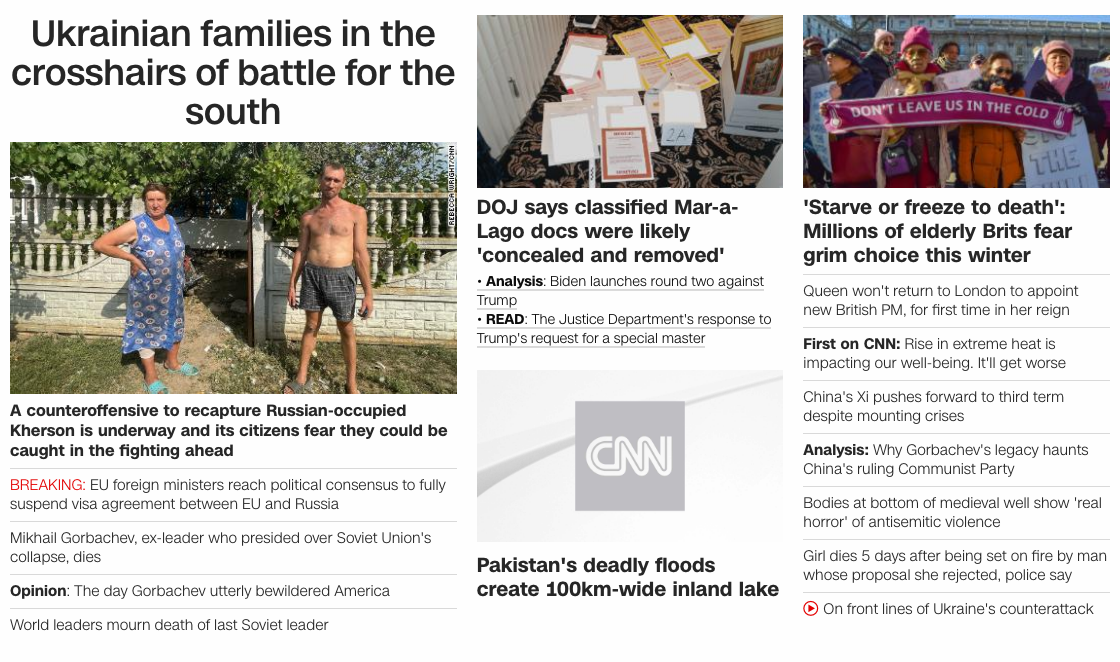 Ukrainian families in the
crosshairs of battle for the
south
REBECCA WRIGHT/CNN
A counteroffensive to recapture Russian-occupied
Kherson is underway and its citizens fear they could be
caught in the fighting ahead
BREAKING: EU foreign ministers reach political consensus to fully
suspend visa agreement between EU and Russia
Mikhail Gorbachev, ex-leader who presided over Soviet Union's
collapse, dies
Opinion: The day Gorbachev utterly bewildered America
World leaders mourn death of last Soviet leader
2A
DOJ says classified Mar-a-
Lago docs were likely
'concealed and removed'
• Analysis: Biden launches round two against
Trump
• READ: The Justice Department's response to
Trump's request for a special master
CNN
Pakistan's deadly floods
create 100km-wide inland lake
DON'T LEAVE US IN THE COLD
THE
'Starve or freeze to death':
Millions of elderly Brits fear
grim choice this winter
Queen won't return to London to appoint
new British PM, for first time in her reign
First on CNN: Rise in extreme heat is
impacting our well-being. It'll get worse
China's Xi pushes forward to third term
despite mounting crises
Analysis: Why Gorbachev's legacy haunts
China's ruling Communist Party
Bodies at bottom of medieval well show 'real
horror' of antisemitic violence
Girl dies 5 days after being set on fire by man
whose proposal she rejected, police say
On front lines of Ukraine's counterattack